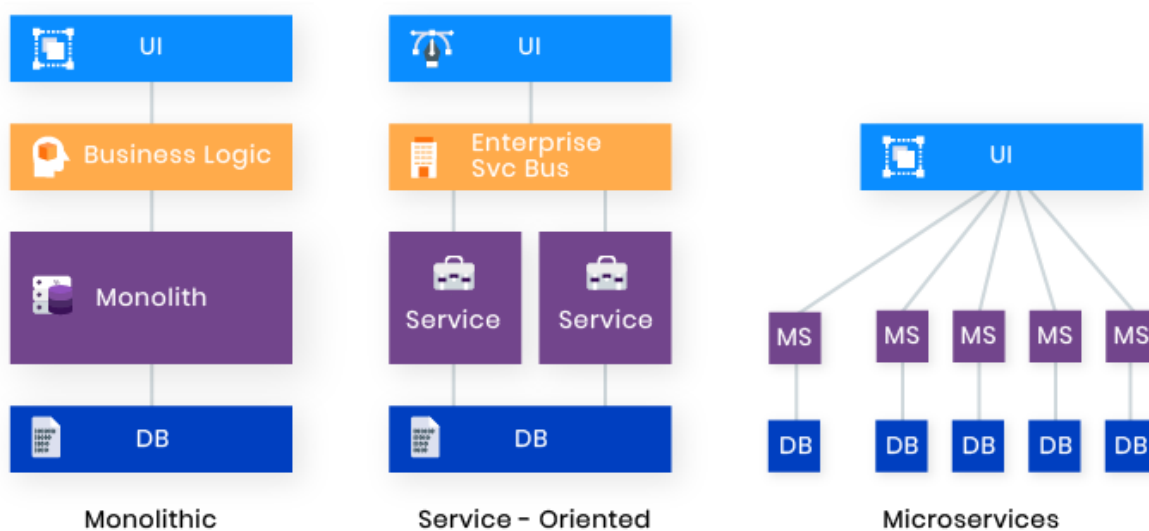 UI
Business Logic
Monolith
DB
Monolithic
UI
Enterprise
Svc Bus
Service
Service
DB
Service - Oriented
UI
MS
MS
MS
MS
MS
DB
DB
DB
DB
DB
Microservices